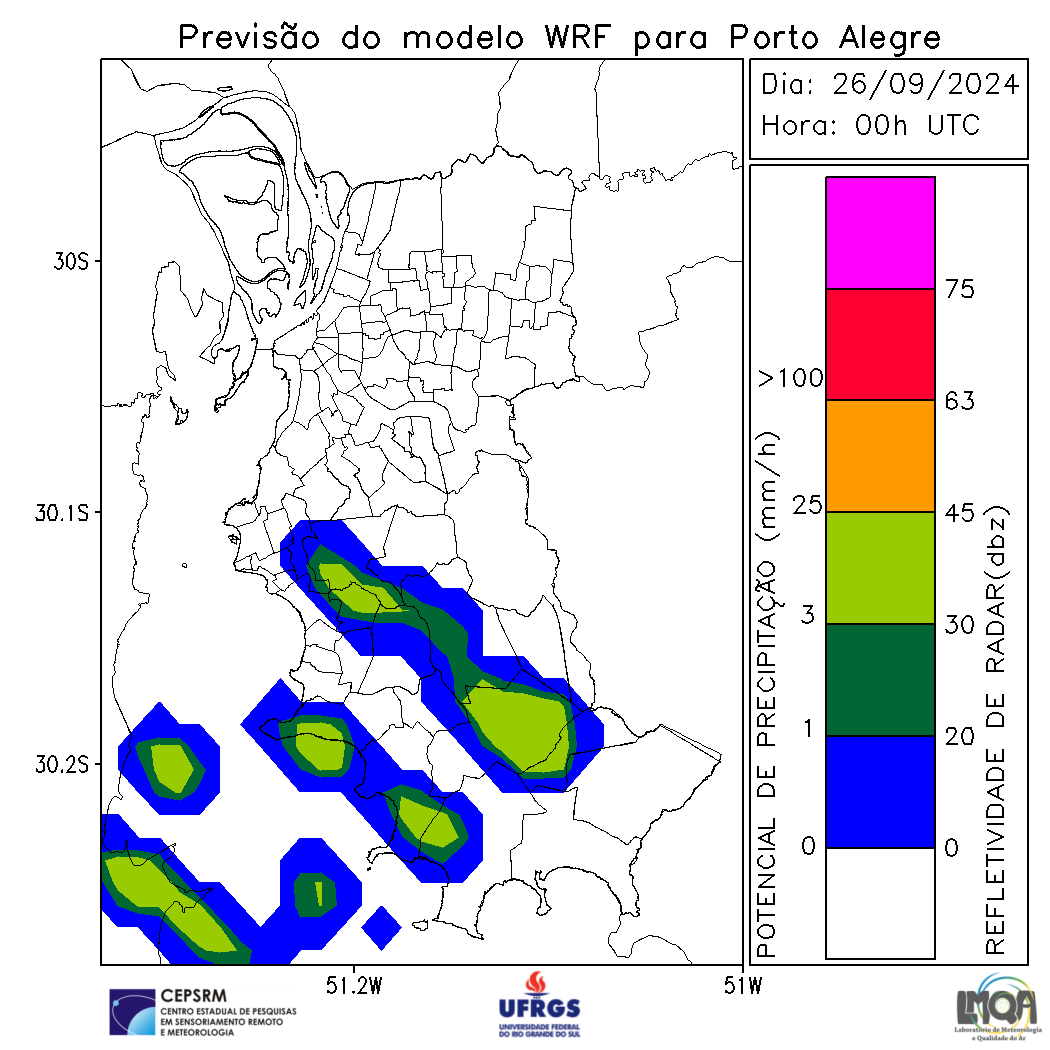 Previsão do modelo WRF para Porto Alegre
Dia: 26/09/2024
Hora: 00h UTC
30S
30.1S
30.2S
51.2W
51W
POTENCIAL DE PRECIPITAÇÃO (mm/h)
>100
25
3
1
0
75
63
45
30
20
0
REFLETIVIDADE DE RADAR(dbz)
CEPSRM
CENTRO ESTADUAL DE PESQUISAS
EM SENSORIAMENTO REMOTO
E METEOROLOGIA
UFRGS
UNIVERSIDADE FEDERAL
DO RIO GRANDE DO SUL
LMQA
Laboratório de Meteorologia
e Qualidade do Ar